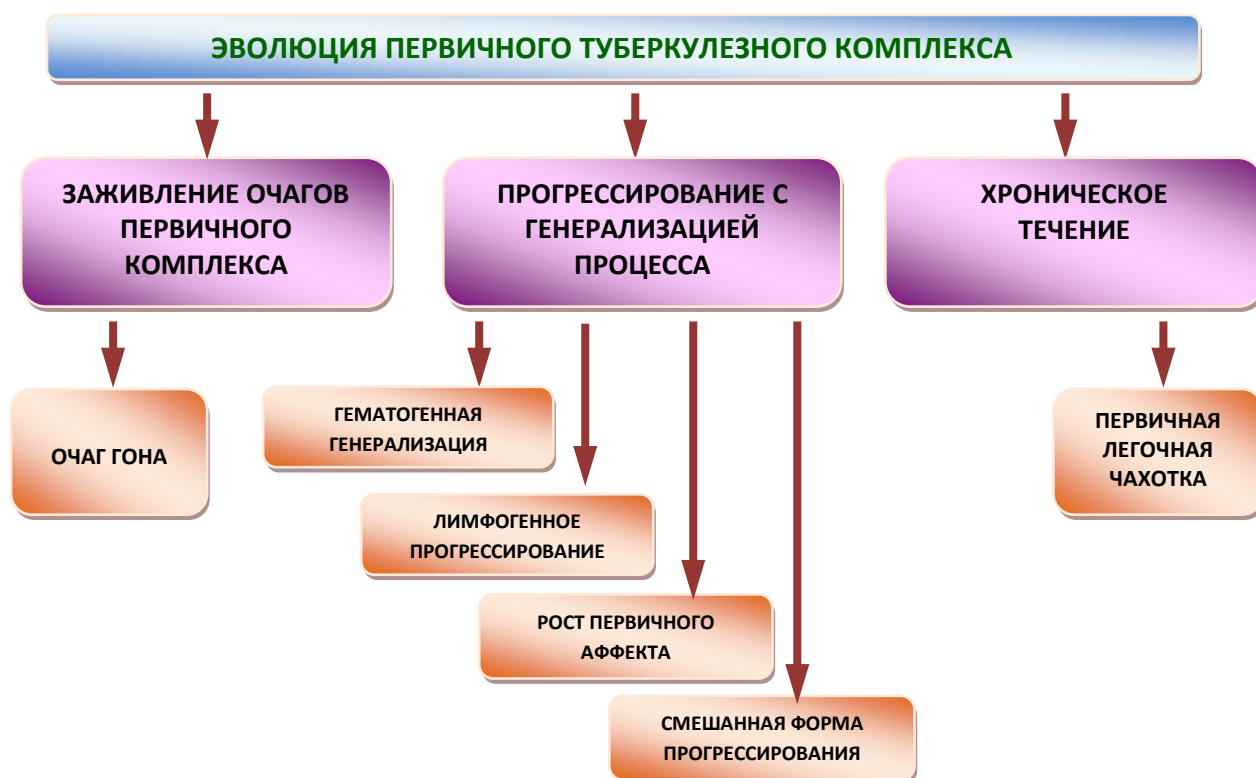 ЭВОЛЮЦИЯ ПЕРВИЧНОГО ТУБЕРКУЛЕЗНОГО КОМПЛЕКСА
ЗАЖИВЛЕНИЕ ОЧАГОВ
ПЕРВИЧНОГО
КОМПЛЕКСА
ПРОГРЕССИРОВАНИЕ С
ГЕНЕРАЛИЗАЦИЕЙ
ПРОЦЕССА
ХРОНИЧЕСКОЕ
ТЕЧЕНИЕ
ОЧАГ ГОНА
ГЕМАТОГЕННАЯ
ГЕНЕРАЛИЗАЦИЯ
ЛИМФОГЕННОЕ
ПРОГРЕССИРОВАНИЕ
РОСТ ПЕРВИЧНОГО
АФФЕКТА
СМЕШАННАЯ ФОРМА
ПРОГРЕССИРОВАНИЯ
ПЕРВИЧНАЯ
ЛЕГОЧНАЯ
ЧАХОТКА